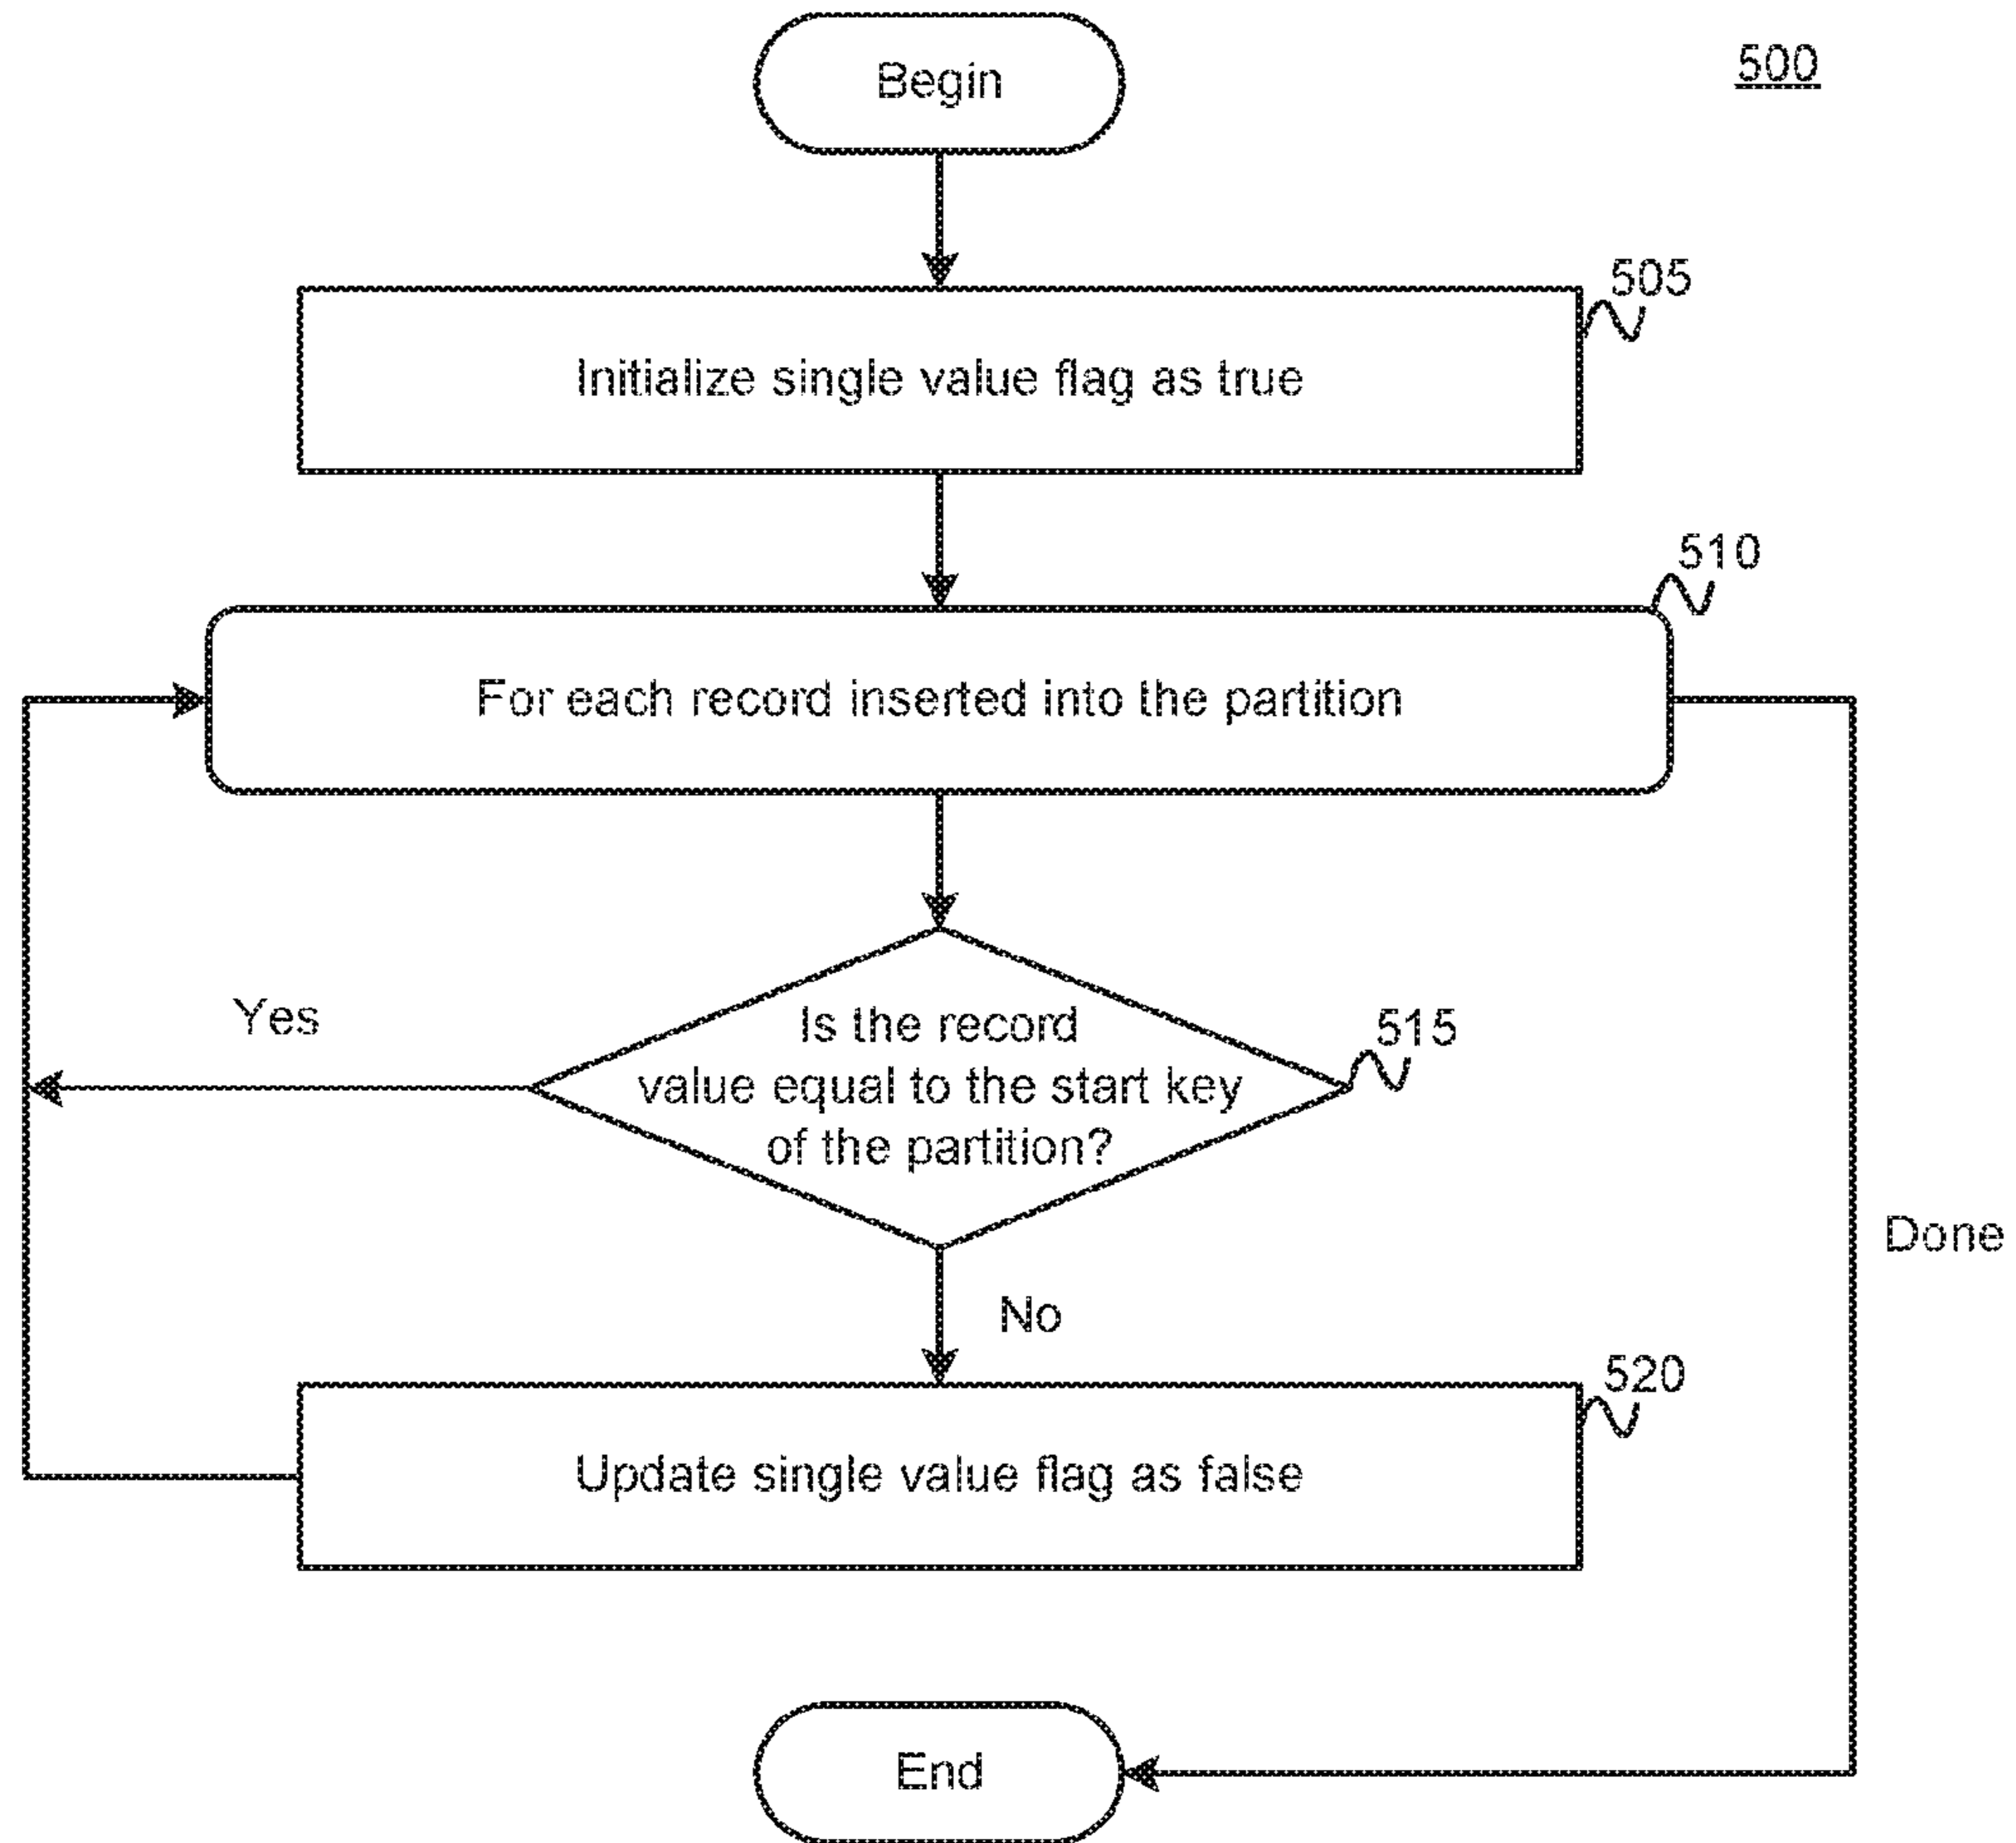 Begin
500
505
Initialize single value flag as true
510
For each record inserted into the partition
Yes
Is the record
value equal to the start key
of the partition?
515
Done
No
520
Update single value flag as false
End